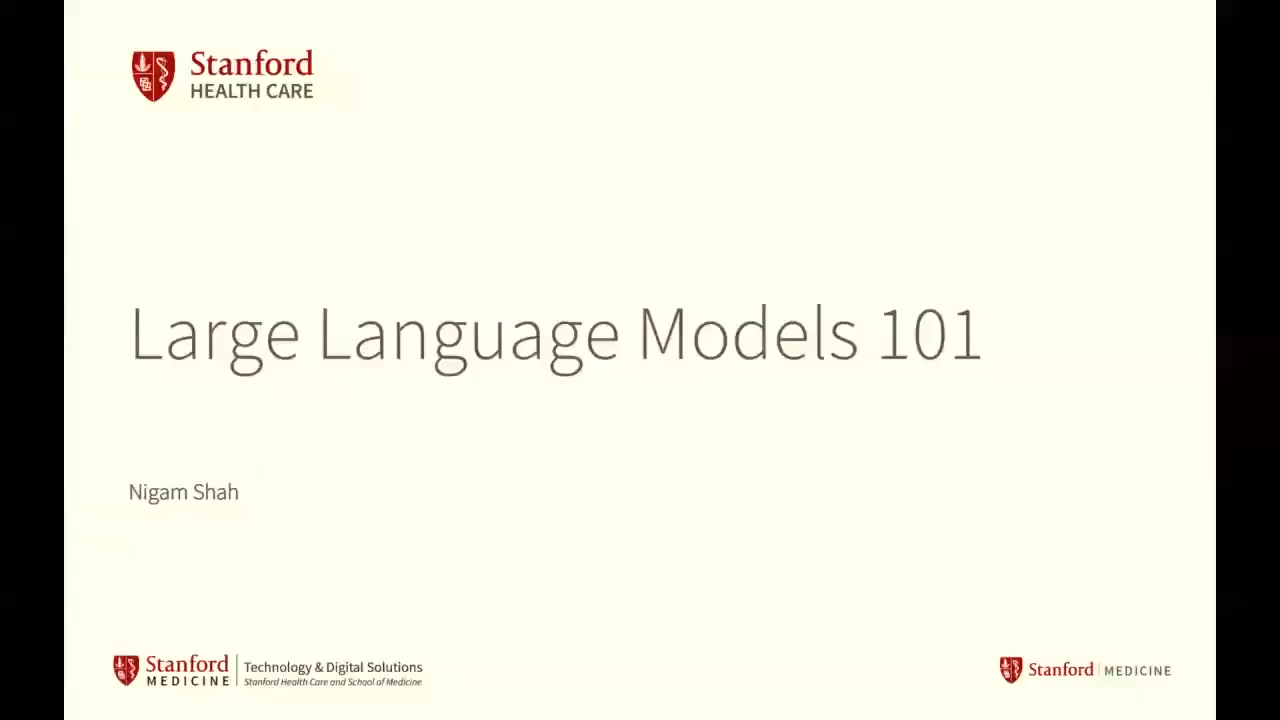 Stanford
HEALTH CARE
Large Language Models 101
Nigam Shah
Stanford
MEDICINE
Technology & Digital Solutions
Stanford Health Care and School of Medicine
Stanford MEDICINE